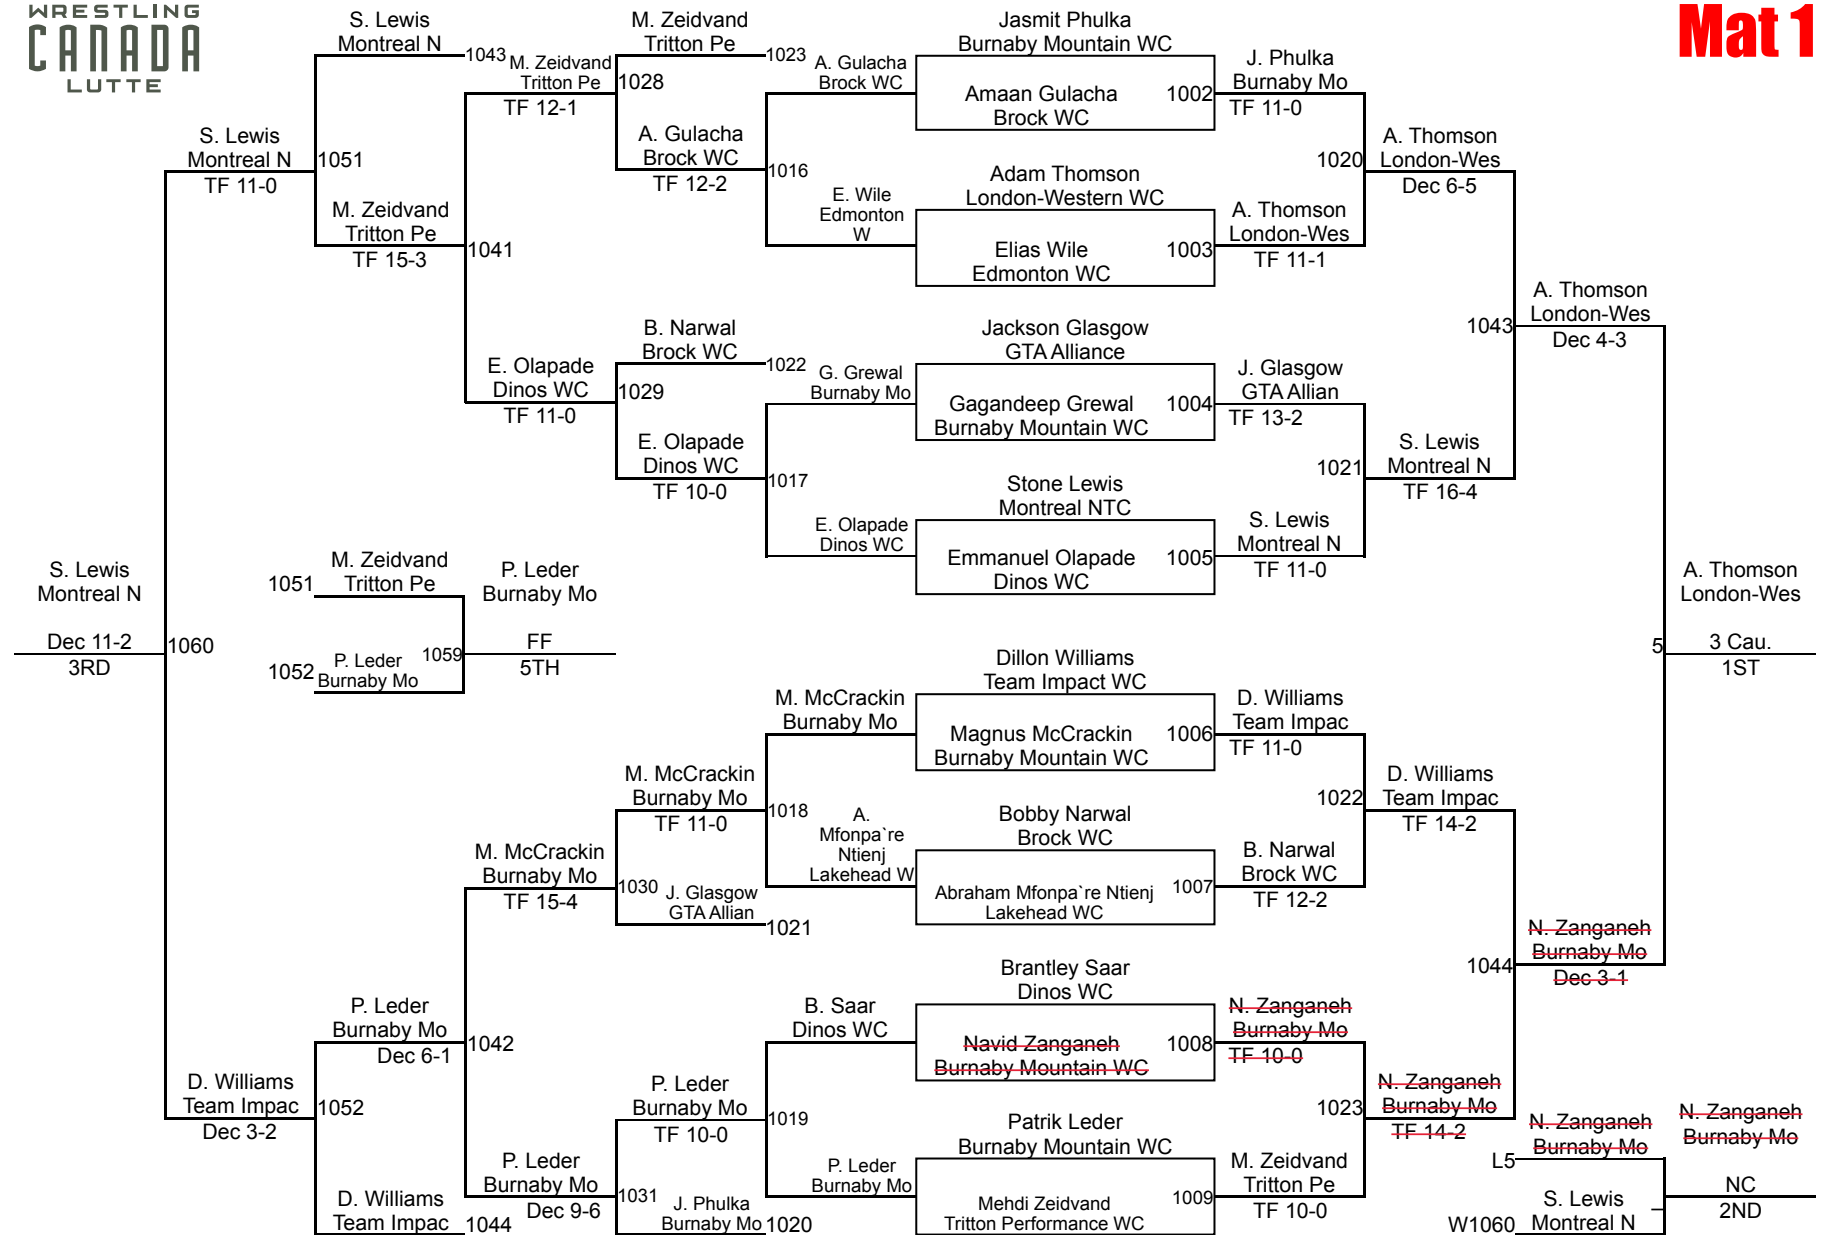 WRESTLING
CANADA
LUTTE
Mat 1
S. Lewis
Montreal N
1043
M. Zeidvand
Tritton Pe
TF 12-1
M. Zeidvand
Tritton Pe
1023
1028
A. Gulacha
Brock WC
TF 12-2
A. Gulacha
Brock WC
1016
E. Wile
Edmonton
W
Jasmit Phulka
Burnaby Mountain WC
Amaan Gulacha
Brock WC
1002
J. Phulka
Burnaby Mo
TF 11-0
Adam Thomson
London-Western WC
Elias Wile
Edmonton WC
1003
A. Thomson
London-Wes
TF 11-1
1020
A. Thomson
London-Wes
Dec 6-5
S. Lewis
Montreal N
TF 11-0
1051
M. Zeidvand
Tritton Pe
TF 15-3
1041
E. Olapade
Dinos WC
TF 11-0
B. Narwal
Brock WC
1022
1029
E. Olapade
Dinos WC
TF 10-0
G. Grewal
Burnaby Mo
1017
E. Olapade
Dinos WC
Jackson Glasgow
GTA Alliance
Gagandeep Grewal
Burnaby Mountain WC
1004
J. Glasgow
GTA Allian
TF 13-2
Stone Lewis
Montreal NTC
Emmanuel Olapade
Dinos WC
1005
S. Lewis
Montreal N
TF 11-0
1021
S. Lewis
Montreal N
TF 16-4
1043
A. Thomson
London-Wes
Dec 4-3
S. Lewis
Montreal N
Dec 11-2
3RD
1060
1051
M. Zeidvand
Tritton Pe
1052
P. Leder
Burnaby Mo
1059
P. Leder
Burnaby Mo
FF
5TH
A. Thomson
London-Wes
5
3 Cau.
1ST
Dillon Williams
Team Impact WC
Magnus McCrackin
Burnaby Mountain WC
1006
D. Williams
Team Impac
TF 11-0
M. McCrackin
Burnaby Mo
1018
A.
Mfonpa`re
Ntienj
Lakehead W
Bobby Narwal
Brock WC
Abraham Mfonpa`re Ntienj
Lakehead WC
1007
B. Narwal
Brock WC
TF 12-2
1022
D. Williams
Team Impac
TF 14-2
M. McCrackin
Burnaby Mo
TF 11-0
M. McCrackin
Burnaby Mo
TF 15-4
1030
J. Glasgow
GTA Allian
1021
P. Leder
Burnaby Mo
Dec 6-1
1042
B. Saar
Dinos WC
Brantley Saar
Dinos WC
Navid Zanganeh
Burnaby Mountain WC
1008
N. Zanganeh
Burnaby Mo
TF 10-0
1044
N. Zanganeh
Burnaby Mo
Dec 3-1
D. Williams
Team Impac
Dec 3-2
1052
P. Leder
Burnaby Mo
TF 10-0
1019
P. Leder
Burnaby Mo
Patrik Leder
Burnaby Mountain WC
Mehdi Zeidvand
Tritton Performance WC
1009
M. Zeidvand
Tritton Pe
TF 10-0
1023
N. Zanganeh
Burnaby Mo
TF 14-2
D. Williams
Team Impac
1044
P. Leder
Burnaby Mo
Dec 9-6
1031
J. Phulka
Burnaby Mo
1020
L5
N. Zanganeh
Burnaby Mo
W1060
S. Lewis
Montreal N
N. Zanganeh
Burnaby Mo
NC
2ND